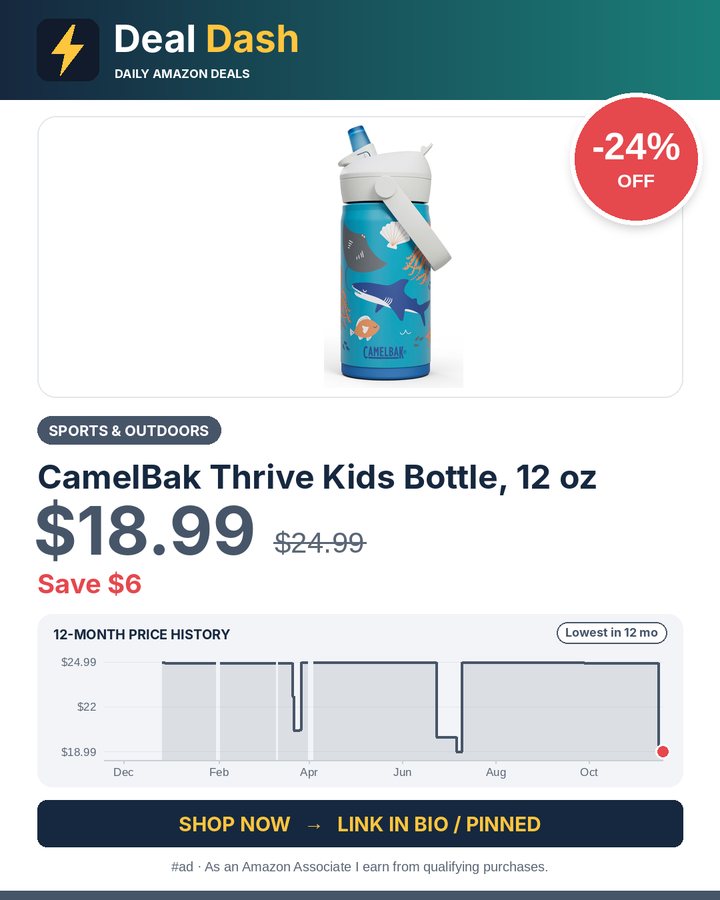 Deal Dash
DAILY AMAZON DEALS
-24%
OFF
CAMELBAK
SPORTS & OUTDOORS
CamelBak Thrive Kids Bottle, 12 oz
$18.99 $24.99
Save $6
12-MONTH PRICE HISTORY
Lowest in 12 mo
$24.99
$22
$18.99
Dec Feb Apr Jun Aug Oct
SHOP NOW → LINK IN BIO / PINNED
#ad · As an Amazon Associate I earn from qualifying purchases.